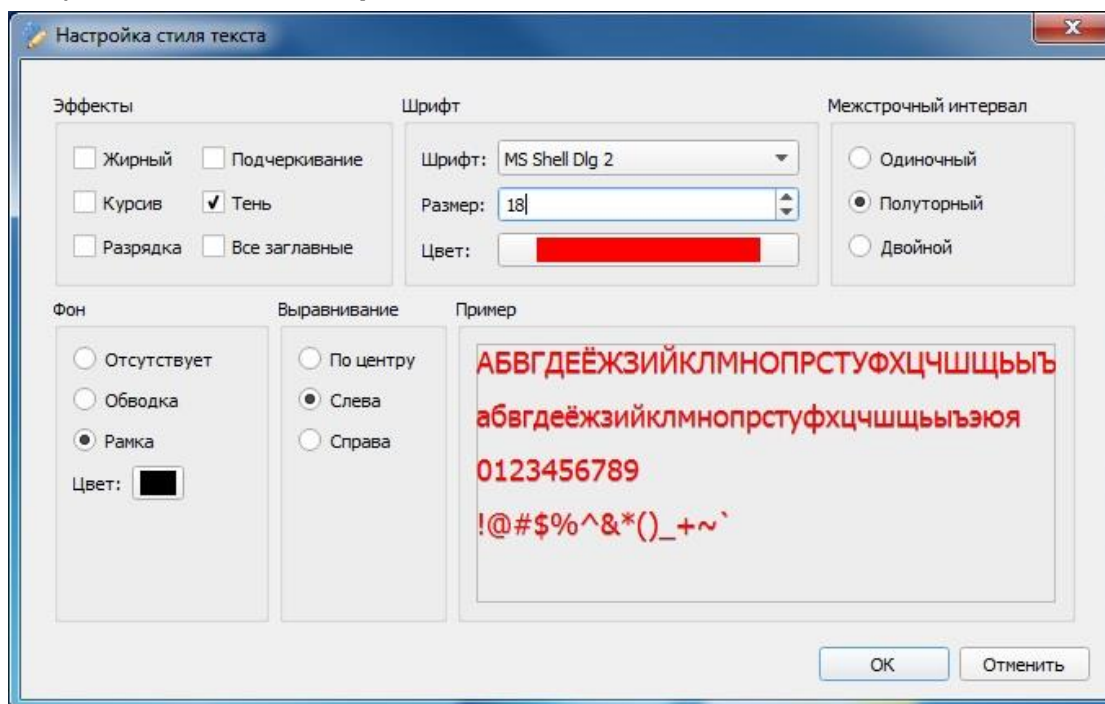 Настройка стиля текста
Эффекты
Жирный Подчеркивание
Курсив Тень
Разрядка Все заглавные
Шрифт
Шрифт: MS Shell Dlg 2
Размер: 18
Цвет:
Межстрочный интервал
Одиночный
Полуторный
Двойной
Фон
Отсутствует
Обводка
Рамка
Цвет:
Выравнивание
По центру
Слева
Справа
Пример
АБВГДЕЁЖЗИЙКЛМНОПРСТУФХЦЧШЩЬЫЪ
абвгдеёжзийклмнопрстуфхцчшщьыъэюя
0123456789
!@#$%^&*()_+~`
OK Отменить